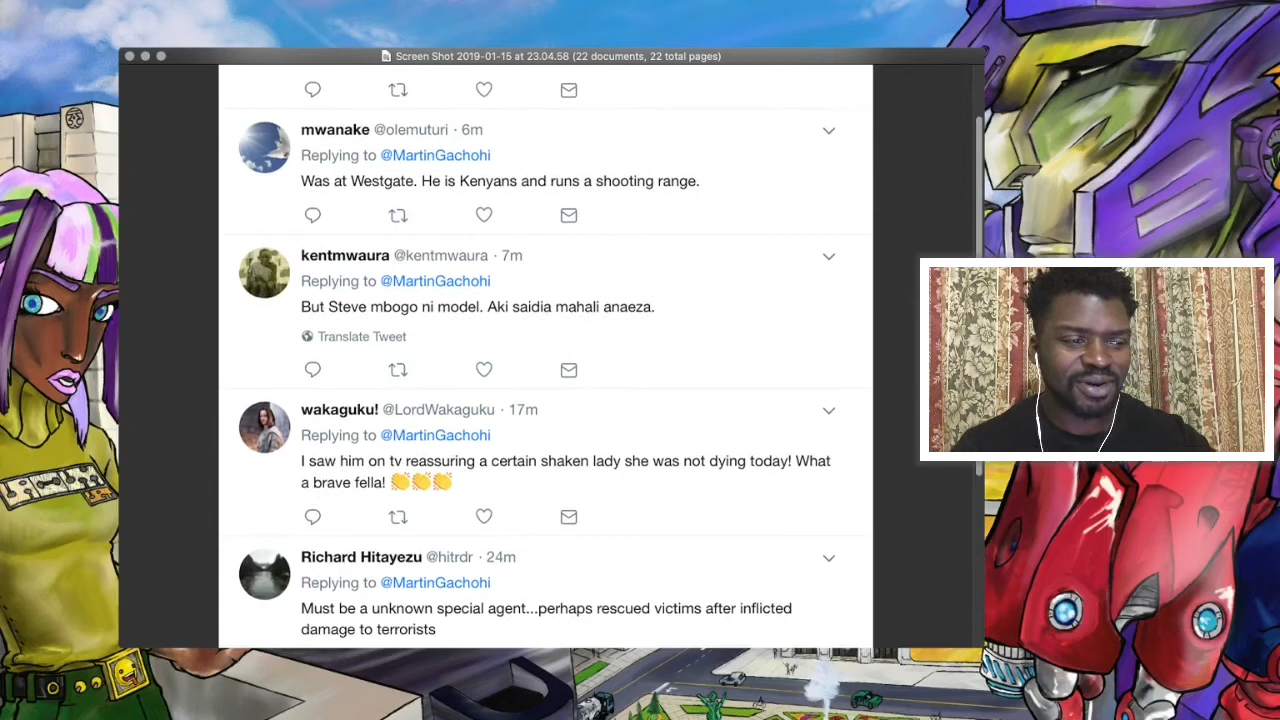 Screen Shot 2019-01-15 at 23.04.58 (22 documents, 22 total pages)
mwanake @olemuturi · 6m
Replying to @MartinGachohi
Was at Westgate. He is Kenyans and runs a shooting range.
kentmwaura @kentmwaura · 7m
Replying to @MartinGachohi
But Steve mbogo ni model. Aki saidia mahali anaeza.
Translate Tweet
wakaguku! @LordWakaguku · 17m
Replying to @MartinGachohi
I saw him on tv reassuring a certain shaken lady she was not dying today! What
a brave fella! 👏👏👏
Richard Hitayezu @hitrdr · 24m
Replying to @MartinGachohi
Must be a unknown special agent...perhaps rescued victims after inflicted
damage to terrorists